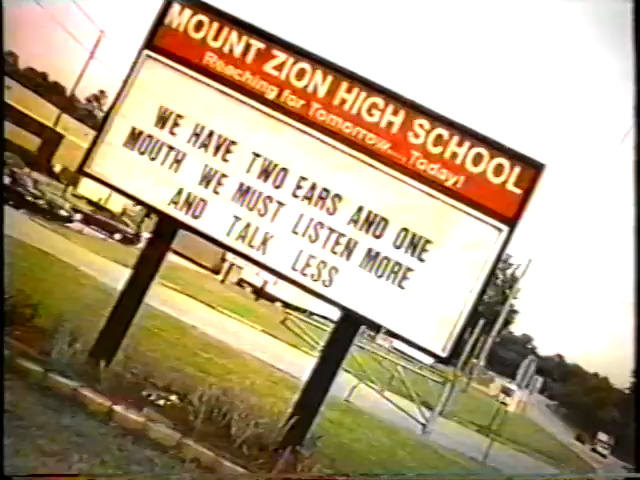 MOUNT ZION HIGH SCHOOL
Reaching for Tomorrow....Today!
WE HAVE TWO EARS AND ONE
MOUTH WE MUST LISTEN MORE
AND TALK LESS